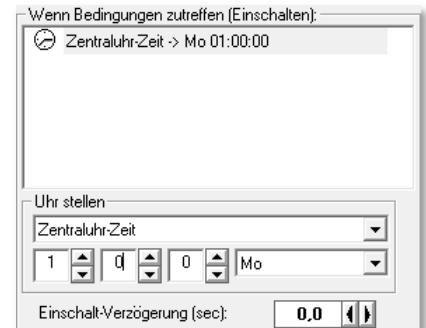 Wenn Bedingungen zutreffen (Einschalten):
Zentraluhr-Zeit -> Mo 01:00:00
Uhr stellen
Zentraluhr-Zeit
1 0 0 Mo
Einschalt-Verzögerung (sec): 0,0